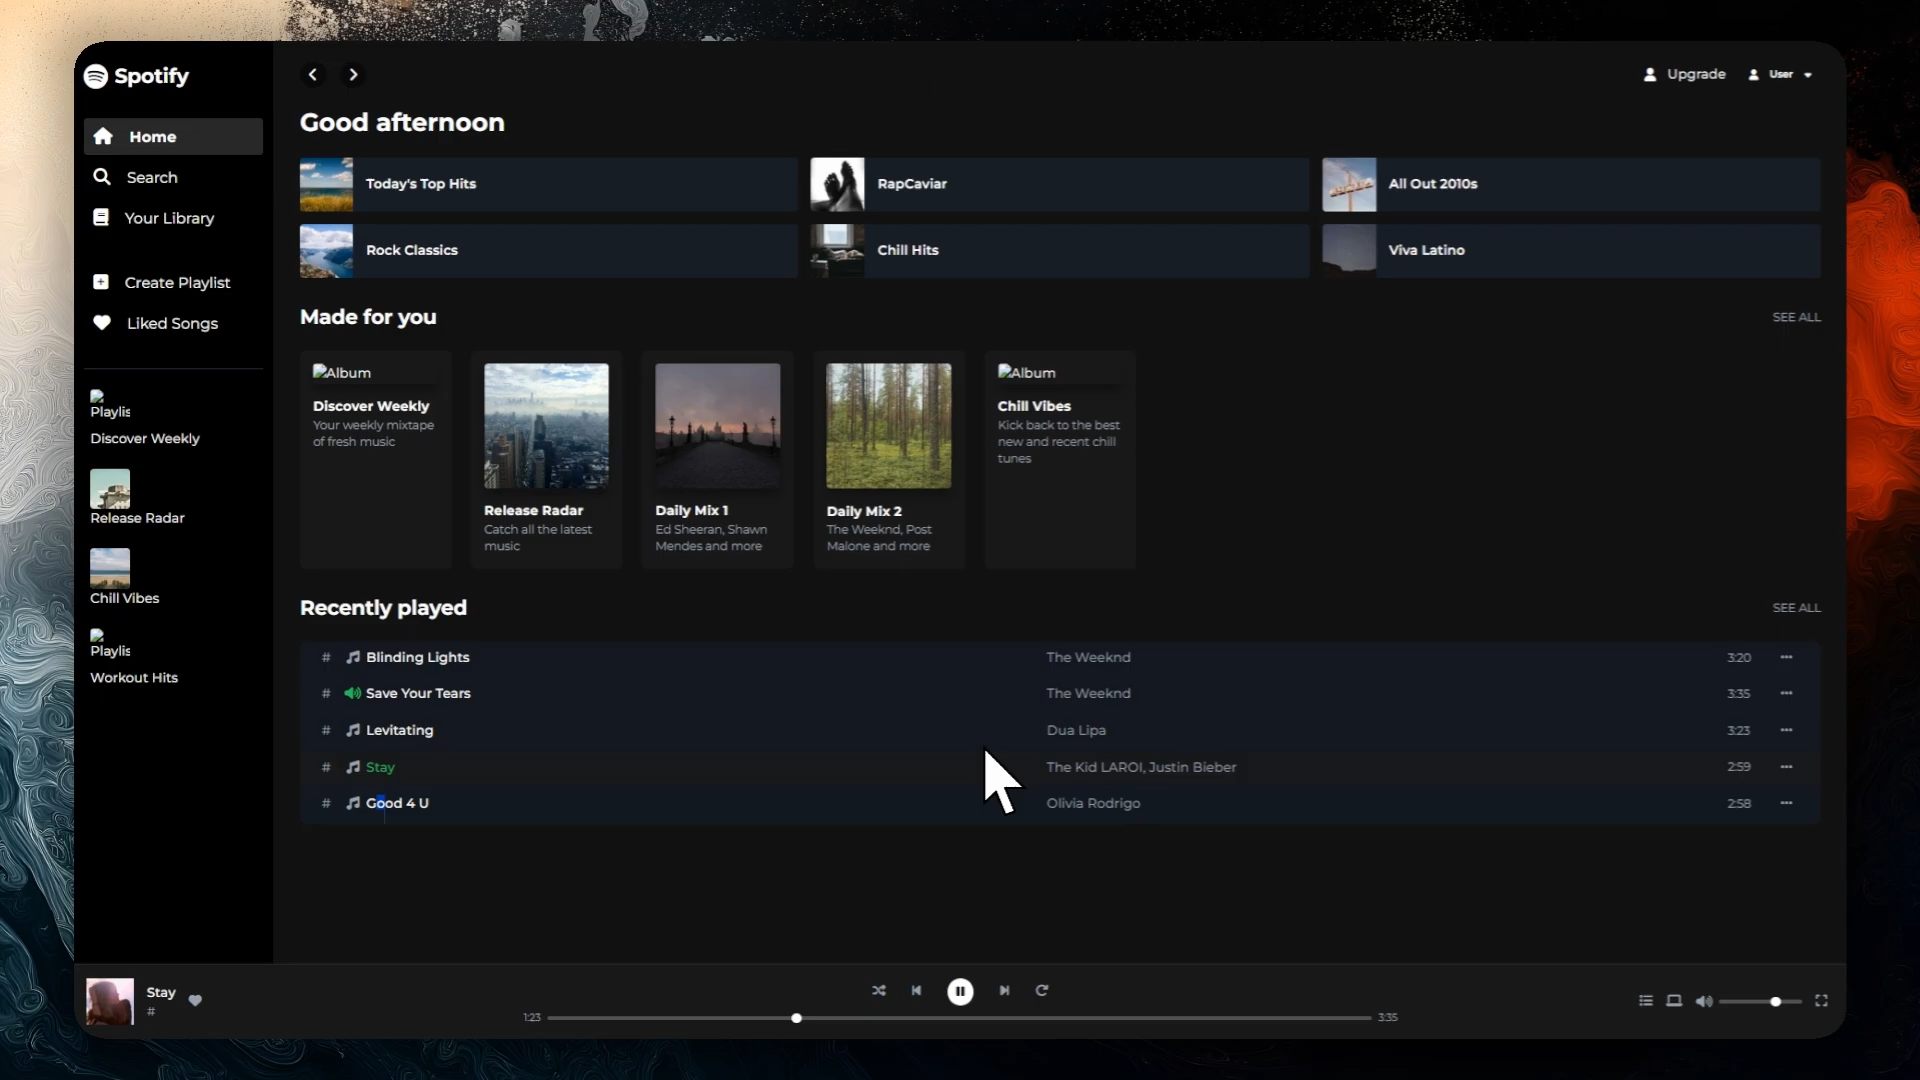 Spotify
Home
Search
Your Library
Create Playlist
Liked Songs
Playlis
Discover Weekly
Release Radar
Chill Vibes
Playlis
Workout Hits
Upgrade
User
Good afternoon
Today's Top Hits
RapCaviar
All Out 2010s
Rock Classics
Chill Hits
Viva Latino
Made for you
SEE ALL
Album
Discover Weekly
Your weekly mixtape
of fresh music
Release Radar
Catch all the latest
music
Daily Mix 1
Ed Sheeran, Shawn
Mendes and more
Daily Mix 2
The Weeknd, Post
Malone and more
Album
Chill Vibes
Kick back to the best
new and recent chill
tunes
Recently played
SEE ALL
# Blinding Lights The Weeknd 3:20
# Save Your Tears The Weeknd 3:35
# Levitating Dua Lipa 3:23
# Stay The Kid LAROI, Justin Bieber 2:59
# Good 4 U Olivia Rodrigo 2:58
Stay
#
1:23
3:35